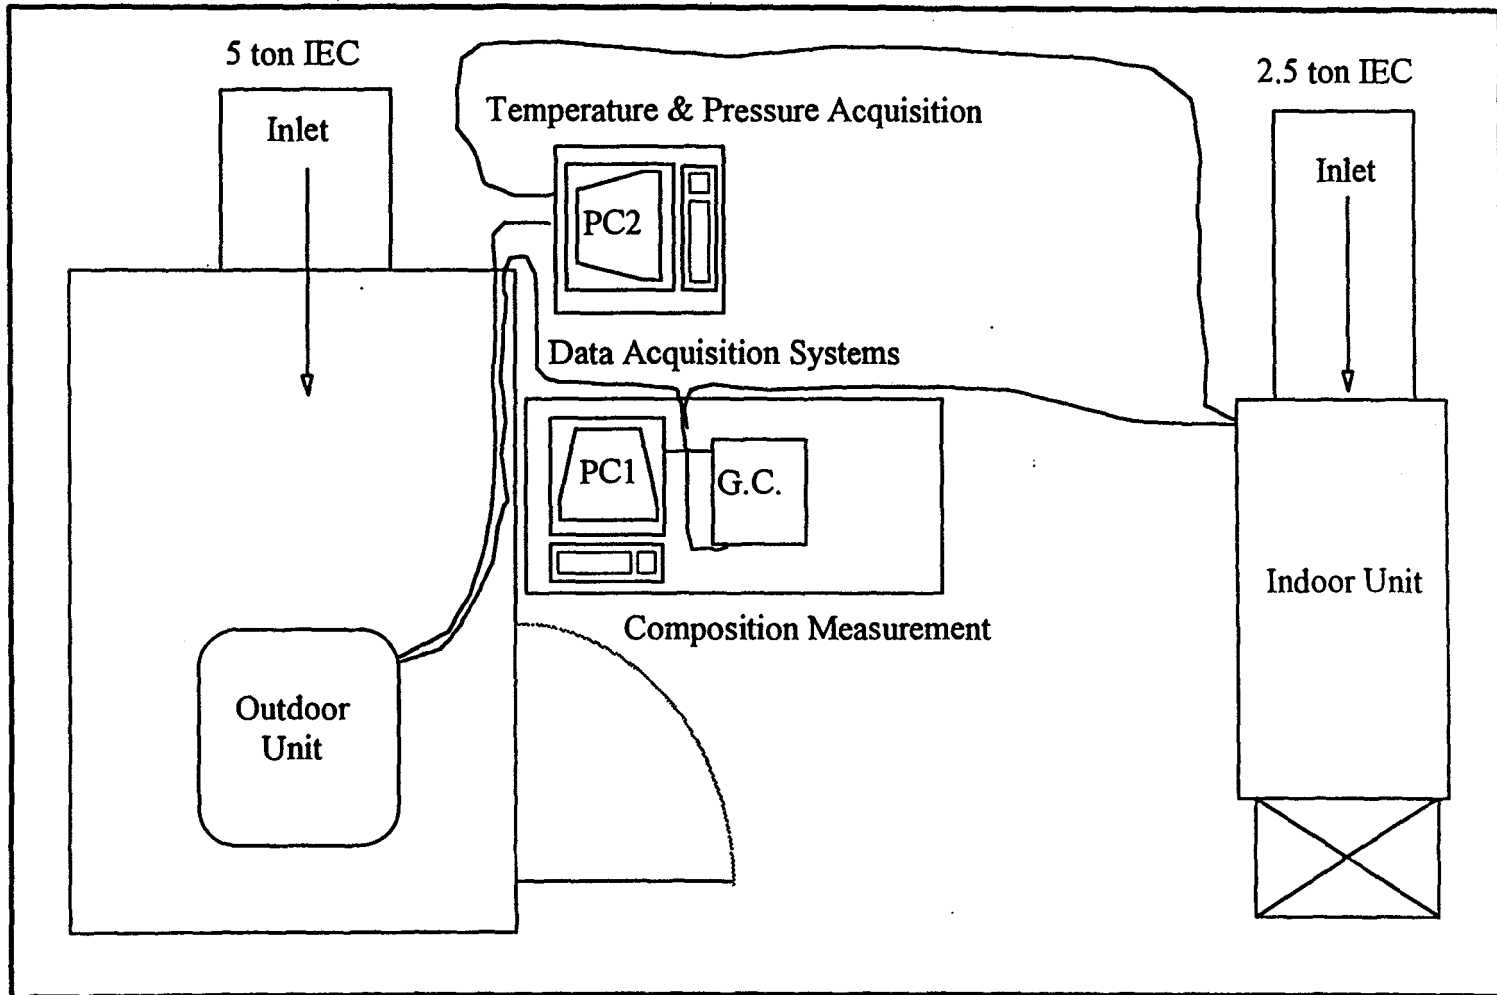 5 ton IEC
Inlet
Temperature & Pressure Acquisition
PC2
2.5 ton IEC
Inlet
Data Acquisition Systems
PC1
G.C.
Composition Measurement
Outdoor
Unit
Indoor Unit